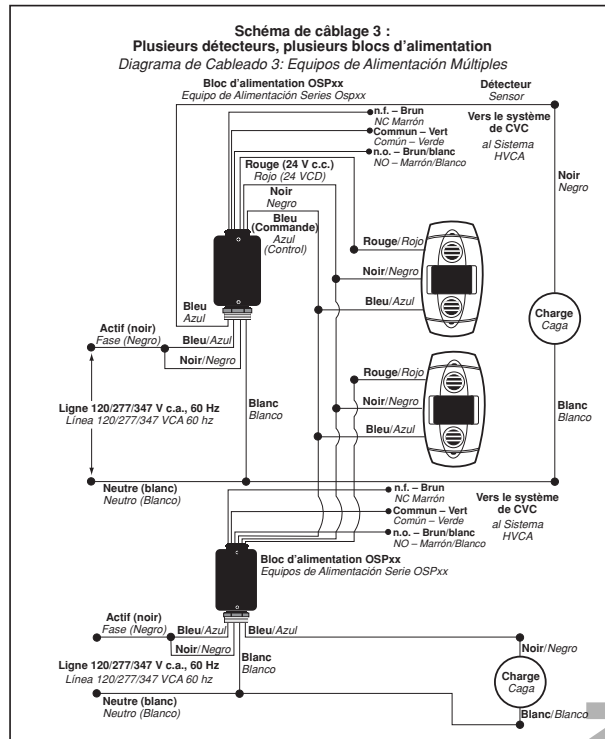 Schéma de câblage 3 :
Plusieurs détecteurs, plusieurs blocs d'alimentation
Diagrama de Cableado 3: Equipos de Alimentación Múltiples
Bloc d'alimentation OSPxx
Equipo de Alimentación Series Ospxx
Détecteur
Sensor
n.f. – Brun
NC Marrón
Commun – Vert
Común – Verde
n.o. – Brun/blanc
NO – Marrón/Blanco
Vers le système
de CVC
al Sistema
HVCA
Rouge (24 V c.c.)
Rojo (24 VCD)
Noir
Negro
Bleu
(Commande)
Azul
(Control)
Noir
Negro
Rouge/Rojo
Noir/Negro
Bleu/Azul
Bleu
Azul
Charge
Caga
Actif (noir)
Fase (Negro)
Bleu/Azul
Noir/Negro
Rouge/Rojo
Noir/Negro
Bleu/Azul
Blanc
Blanco
Blanc
Blanco
Ligne 120/277/347 V c.a., 60 Hz
Línea 120/277/347 VCA 60 hz
Neutre (blanc)
Neutro (Blanco)
n.f. – Brun
NC Marrón
Commun – Vert
Común – Verde
n.o. – Brun/blanc
NO – Marrón/Blanco
Vers le système
de CVC
al Sistema
HVCA
Bloc d'alimentation OSPxx
Equipos de Alimentación Serie OSPxx
Actif (noir)
Fase (Negro)
Bleu/Azul
Bleu/Azul
Noir/Negro
Noir/Negro
Blanc
Blanco
Ligne 120/277/347 V c.a., 60 Hz
Línea 120/277/347 VCA 60 hz
Charge
Caga
Neutre (blanc)
Neutro (Blanco)
Blanc/Blanco